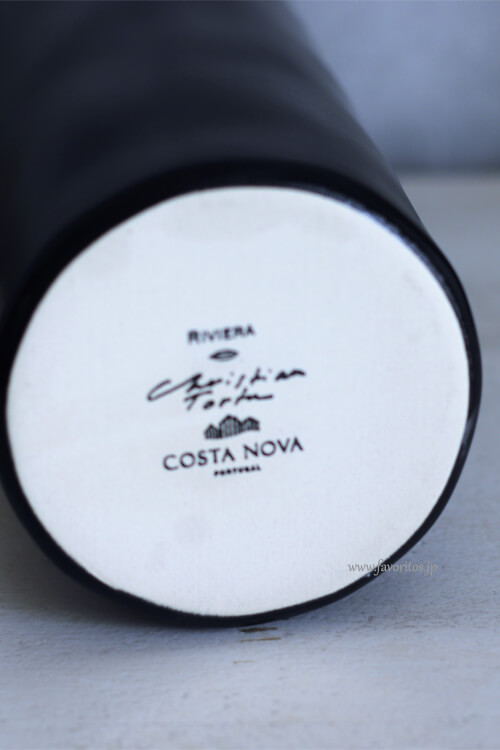 RIVIERA
Christian
Tortu
COSTA NOVA
PORTUGAL
www.favoritos.jp